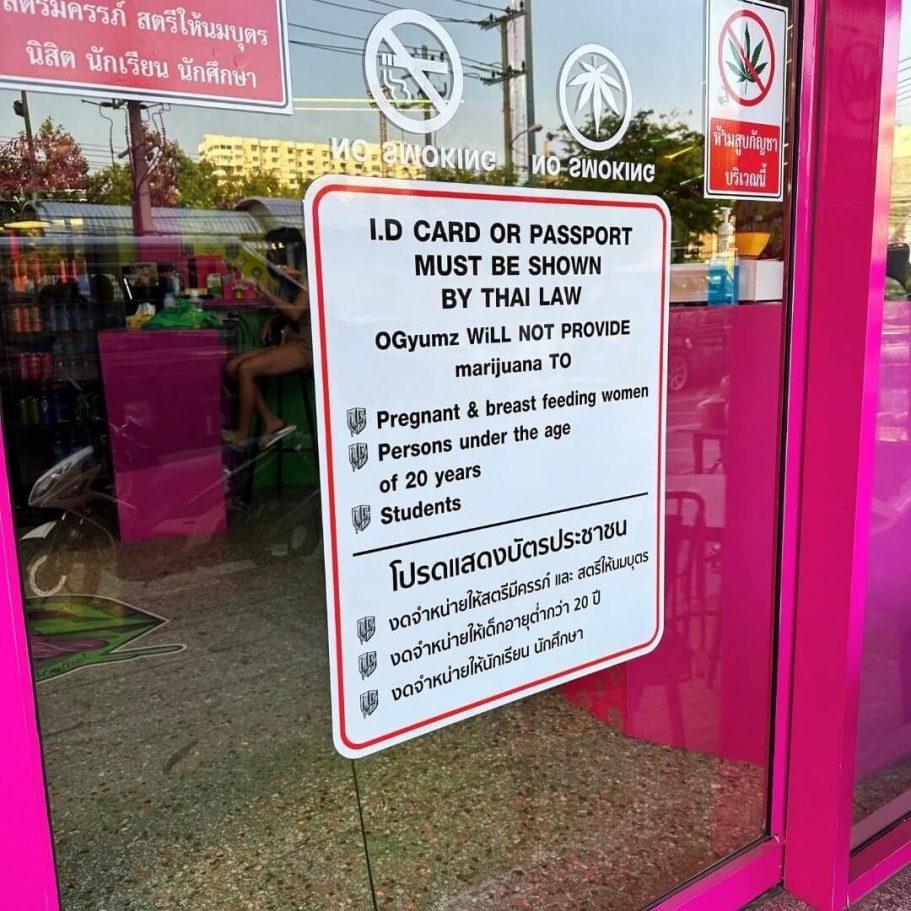 สตรีมีครรภ์ สตรีให้นมบุตร
นิสิต นักเรียน นักศึกษา
NO SMOKING
NO SMOKING
ห้ามสูบกัญชา
บริเวณนี้
I.D CARD OR PASSPORT
MUST BE SHOWN
BY THAI LAW
OGyumz WiLL NOT PROVIDE
marijuana TO
Pregnant & breast feeding women
Persons under the age
of 20 years
Students
โปรดแสดงบัตรประชาชน
งดจำหน่ายให้สตรีมีครรภ์ และ สตรีให้นมบุตร
งดจำหน่ายให้เด็กอายุต่ำกว่า 20 ปี
งดจำหน่ายให้นักเรียน นักศึกษา